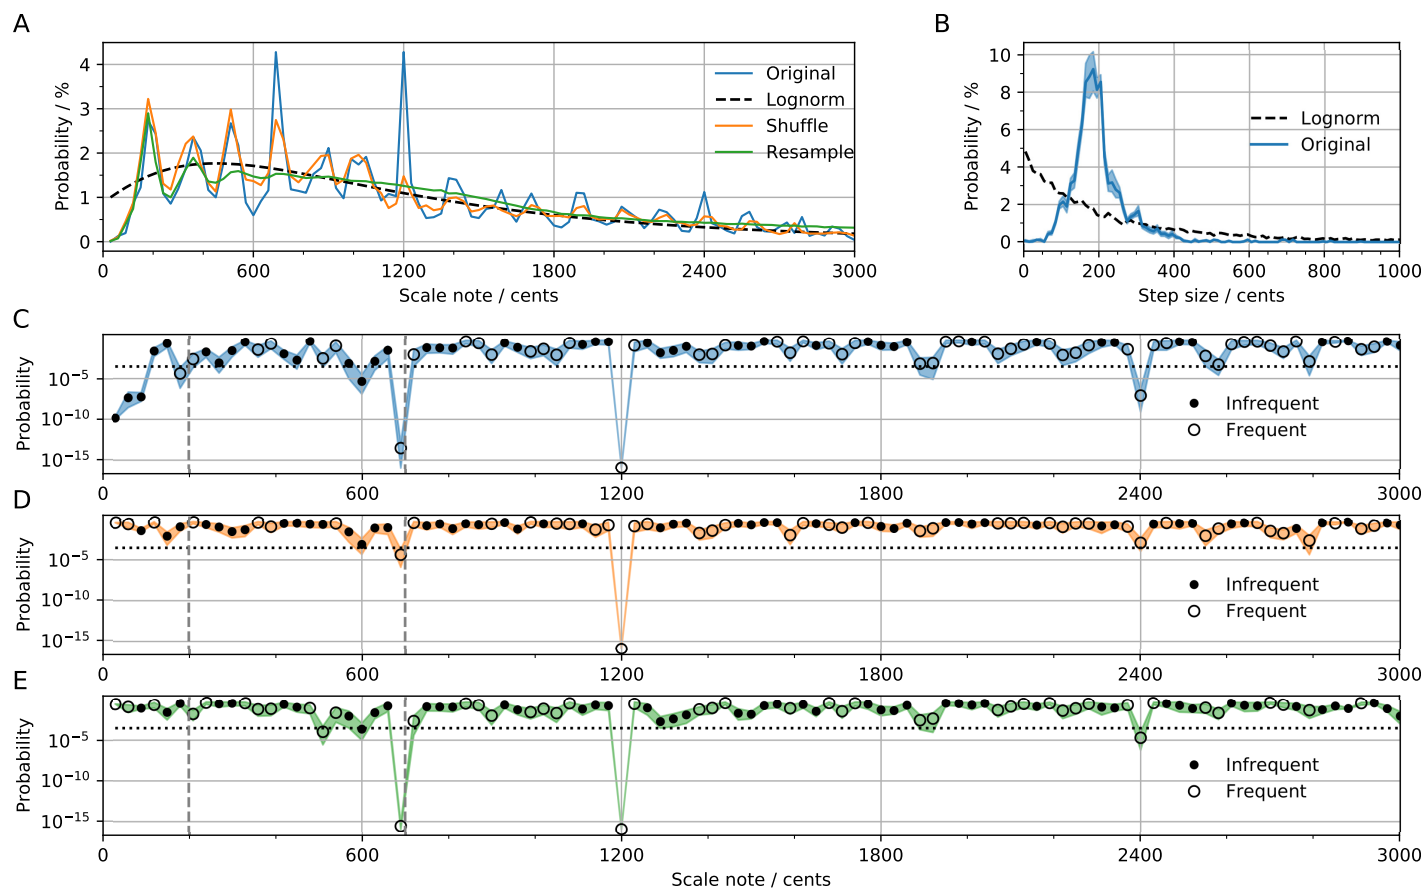 A
Probability / %
4
3
2
1
0
Original
Lognorm
Shuffle
Resample
0 600 1200 1800 2400 3000
Scale note / cents
B
Probability / %
10
8
6
4
2
0
Lognorm
Original
0 200 400 600 800 1000
Step size / cents
C
Probability
10⁻⁵
10⁻¹⁰
10⁻¹⁵
Infrequent
Frequent
0 600 1200 1800 2400 3000
D
Probability
10⁻⁵
10⁻¹⁰
10⁻¹⁵
Infrequent
Frequent
0 600 1200 1800 2400 3000
E
Probability
10⁻⁵
10⁻¹⁰
10⁻¹⁵
Infrequent
Frequent
0 600 1200 1800 2400 3000
Scale note / cents